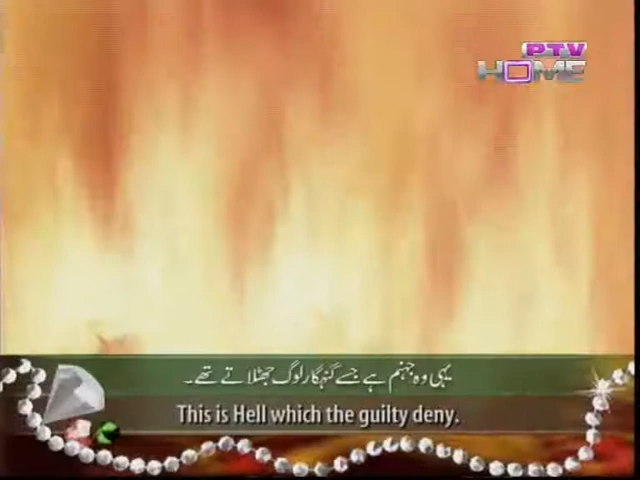 PTV
HOME
یہی وہ جہنم ہے جسے گنہگار لوگ جھٹلاتے تھے۔
This is Hell which the guilty deny.